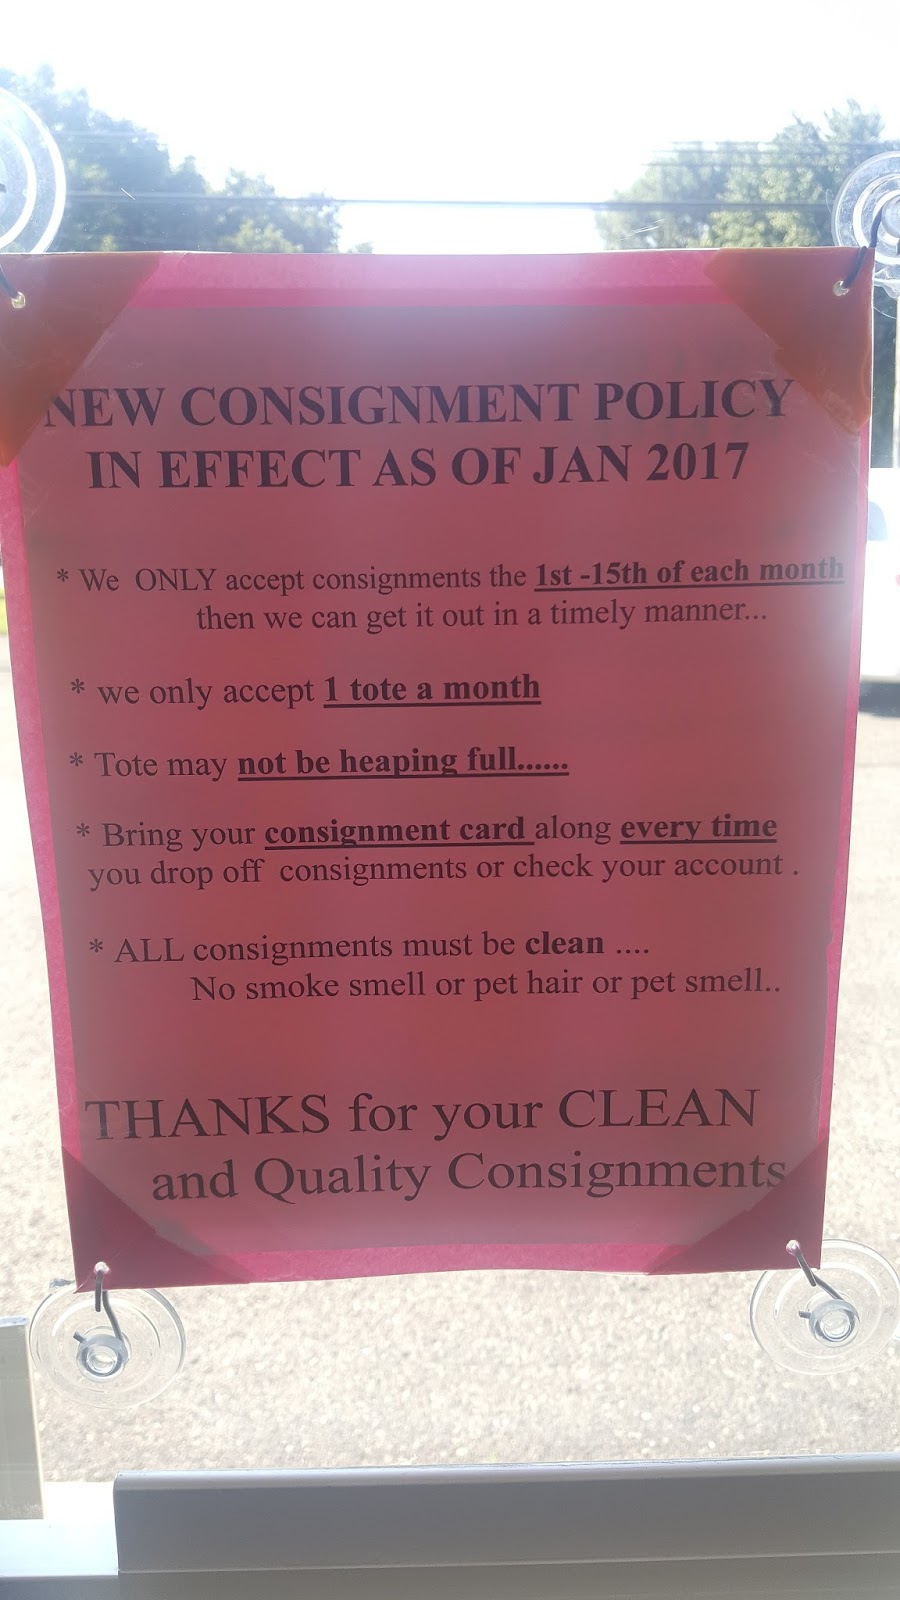 NEW CONSIGNMENT POLICY
IN EFFECT AS OF JAN 2017
* We ONLY accept consignments the 1st -15th of each month
then we can get it out in a timely manner...
* we only accept 1 tote a month
* Tote may not be heaping full......
* Bring your consignment card along every time
you drop off consignments or check your account .
* ALL consignments must be clean ....
No smoke smell or pet hair or pet smell..
THANKS for your CLEAN
and Quality Consignments